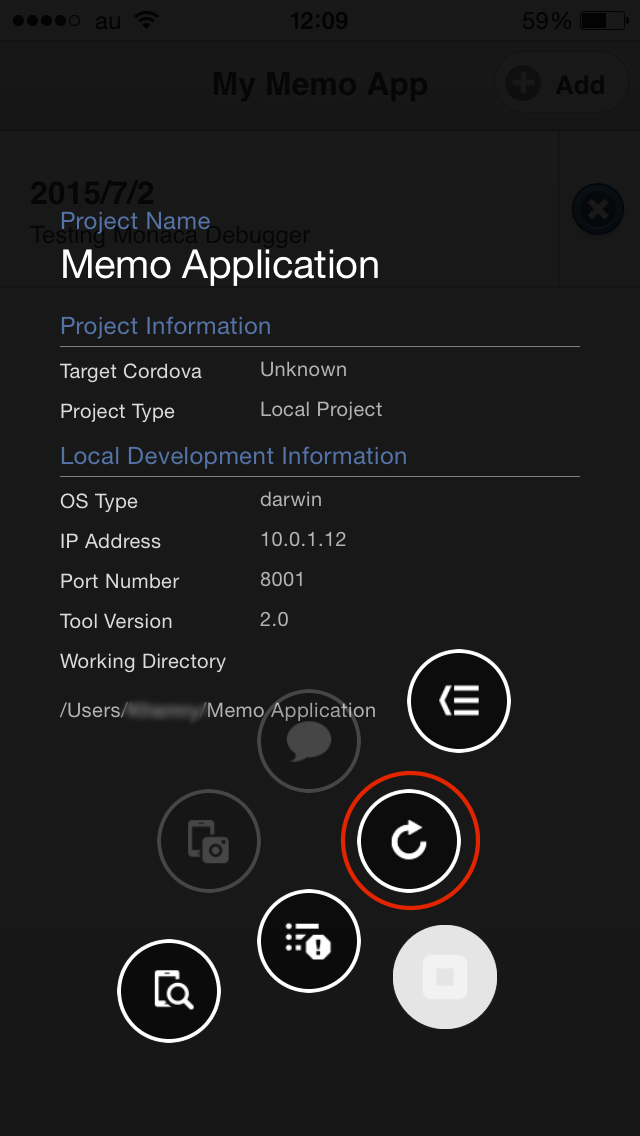 au 12:09 59%
My Memo App Add
2015/7/2
Testing Monaca Debugger
Project Name
Memo Application
Project Information
Target Cordova Unknown
Project Type Local Project
Local Development Information
OS Type darwin
IP Address 10.0.1.12
Port Number 8001
Tool Version 2.0
Working Directory
/Users/ /Memo Application